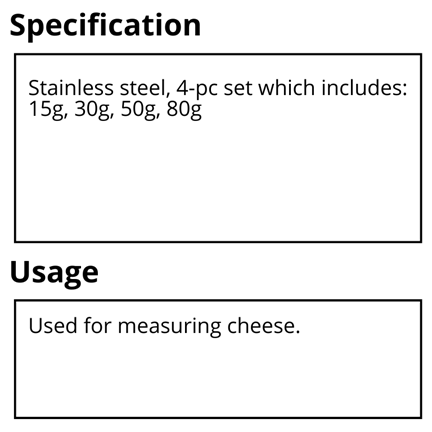 Specification
Stainless steel, 4-pc set which includes:
15g, 30g, 50g, 80g
Usage
Used for measuring cheese.